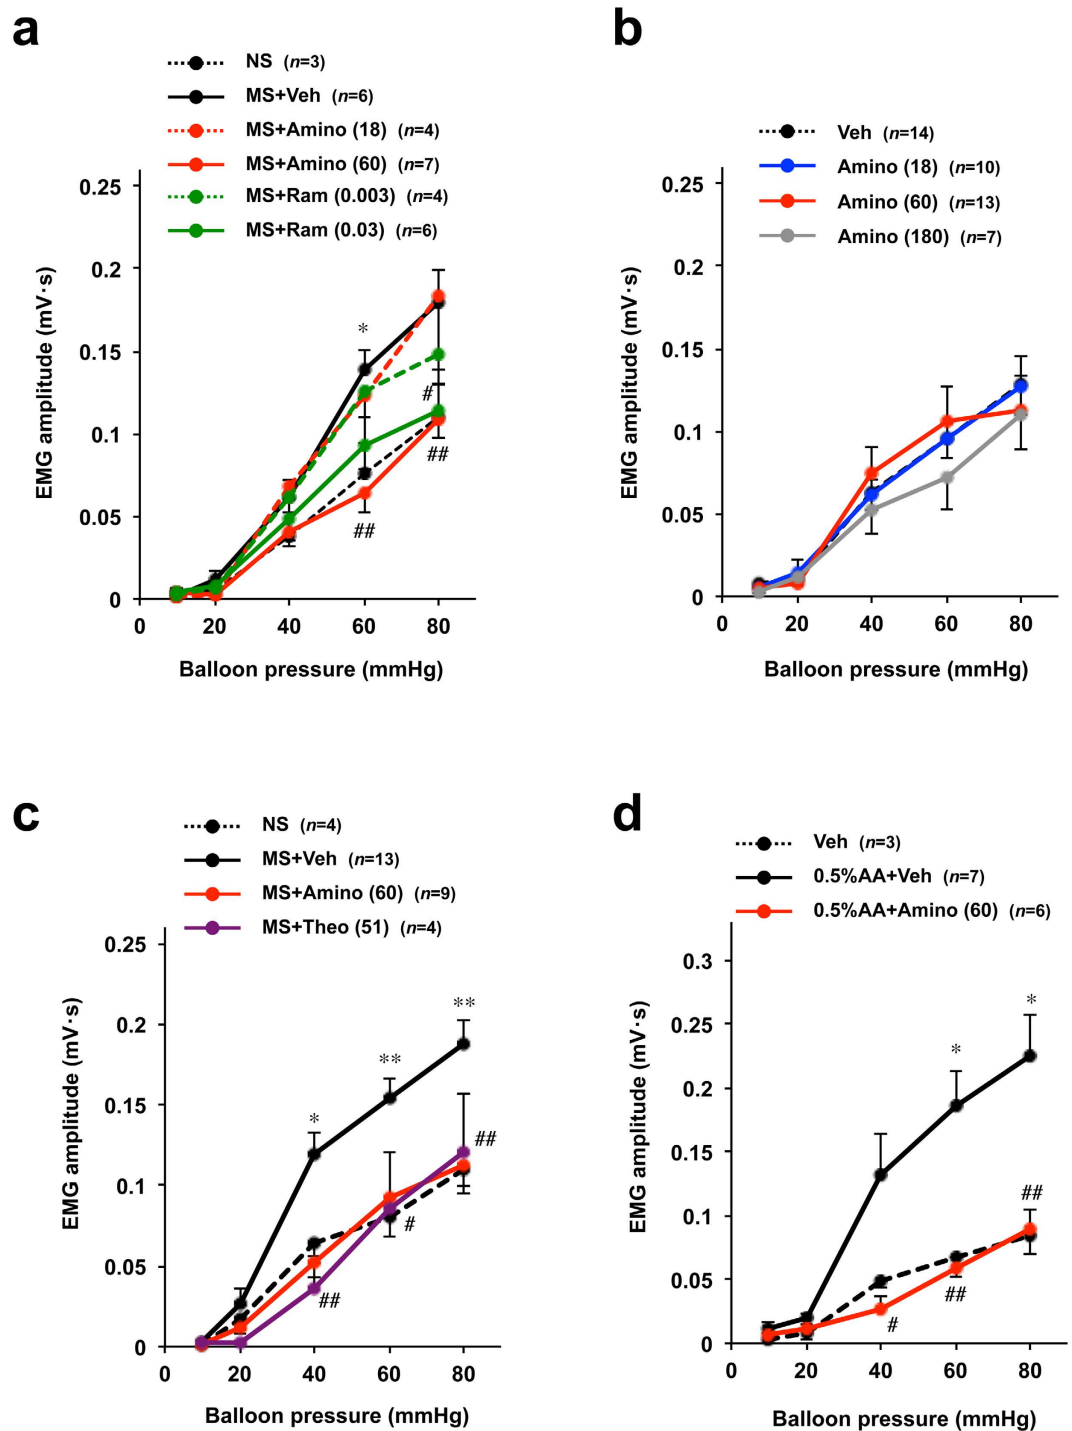 a
NS (n=3)
MS+Veh (n=6)
MS+Amino (18) (n=4)
MS+Amino (60) (n=7)
MS+Ram (0.003) (n=4)
MS+Ram (0.03) (n=6)
EMG amplitude (mV·s)
0.25
0.2
0.15
0.1
0.05
0
*
#
##
##
0 20 40 60 80
Balloon pressure (mmHg)
b
Veh (n=14)
Amino (18) (n=10)
Amino (60) (n=13)
Amino (180) (n=7)
EMG amplitude (mV·s)
0.25
0.2
0.15
0.1
0.05
0
0 20 40 60 80
Balloon pressure (mmHg)
c
NS (n=4)
MS+Veh (n=13)
MS+Amino (60) (n=9)
MS+Theo (51) (n=4)
EMG amplitude (mV·s)
0.25
0.2
0.15
0.1
0.05
0
**
**
*
##
#
##
0 20 40 60 80
Balloon pressure (mmHg)
d
Veh (n=3)
0.5%AA+Veh (n=7)
0.5%AA+Amino (60) (n=6)
EMG amplitude (mV·s)
0.3
0.25
0.2
0.15
0.1
0.05
0
*
*
##
##
#
0 20 40 60 80
Balloon pressure (mmHg)